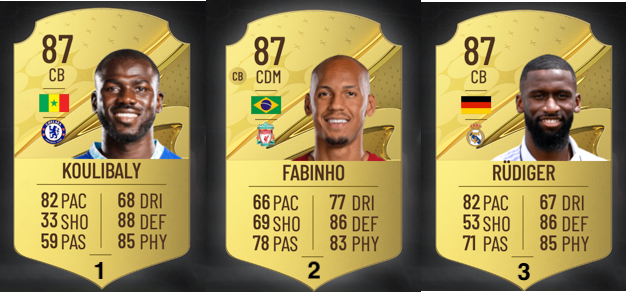 87
CB
KOULIBALY
82 PAC 68 DRI
33 SHO 88 DEF
59 PAS 85 PHY
1
87
CB CDM
FABINHO
66 PAC 77 DRI
69 SHO 86 DEF
78 PAS 83 PHY
2
87
CB
RÜDIGER
82 PAC 67 DRI
53 SHO 86 DEF
71 PAS 85 PHY
3